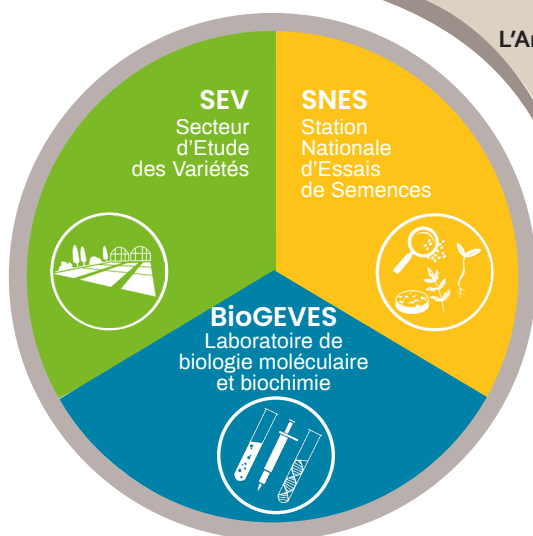 L'A
SEV
Secteur
d'Etude
des Variétés
SNES
Station
Nationale
d'Essais
de Semences
BioGEVES
Laboratoire de
biologie moléculaire
et biochimie